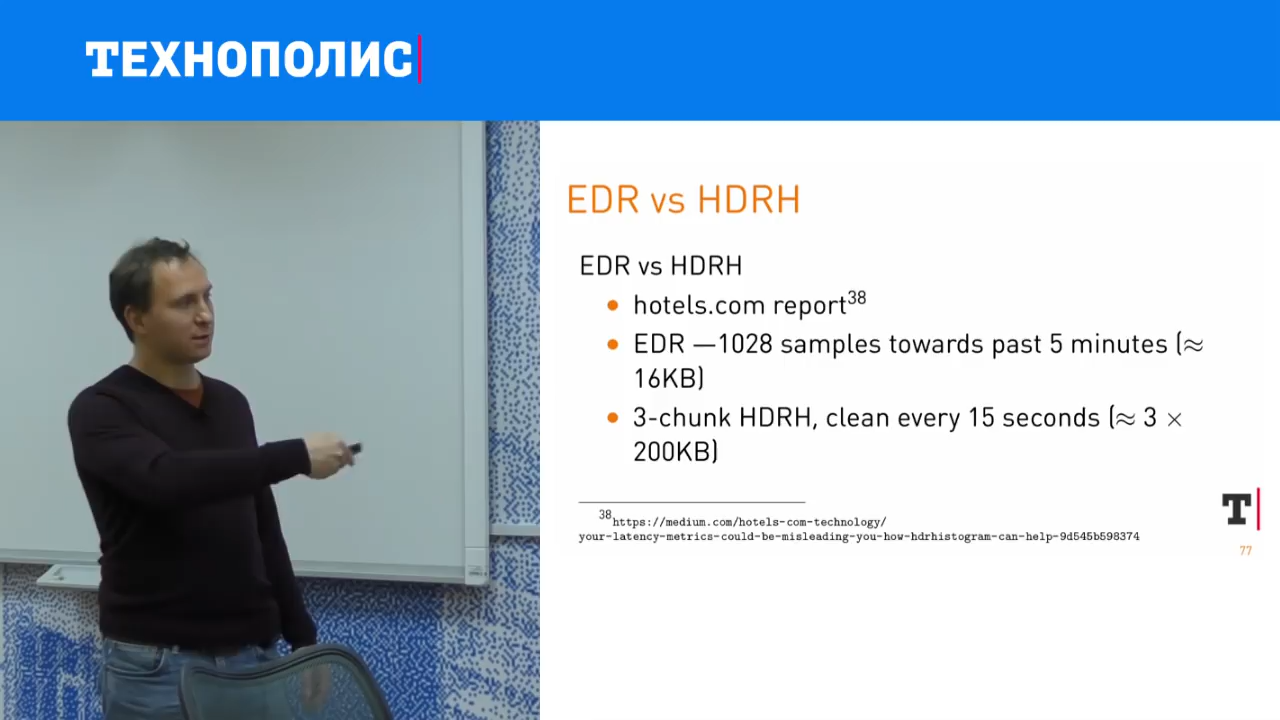 ТЕХНОПОЛИС
EDR vs HDRH
EDR vs HDRH
• hotels.com report38
• EDR —1028 samples towards past 5 minutes (≈
16KB)
• 3-chunk HDRH, clean every 15 seconds (≈ 3 ×
200KB)
38https://medium.com/hotels-com-technology/
your-latency-metrics-could-be-misleading-you-how-hdrhistogram-can-help-9d545b598374
T
77